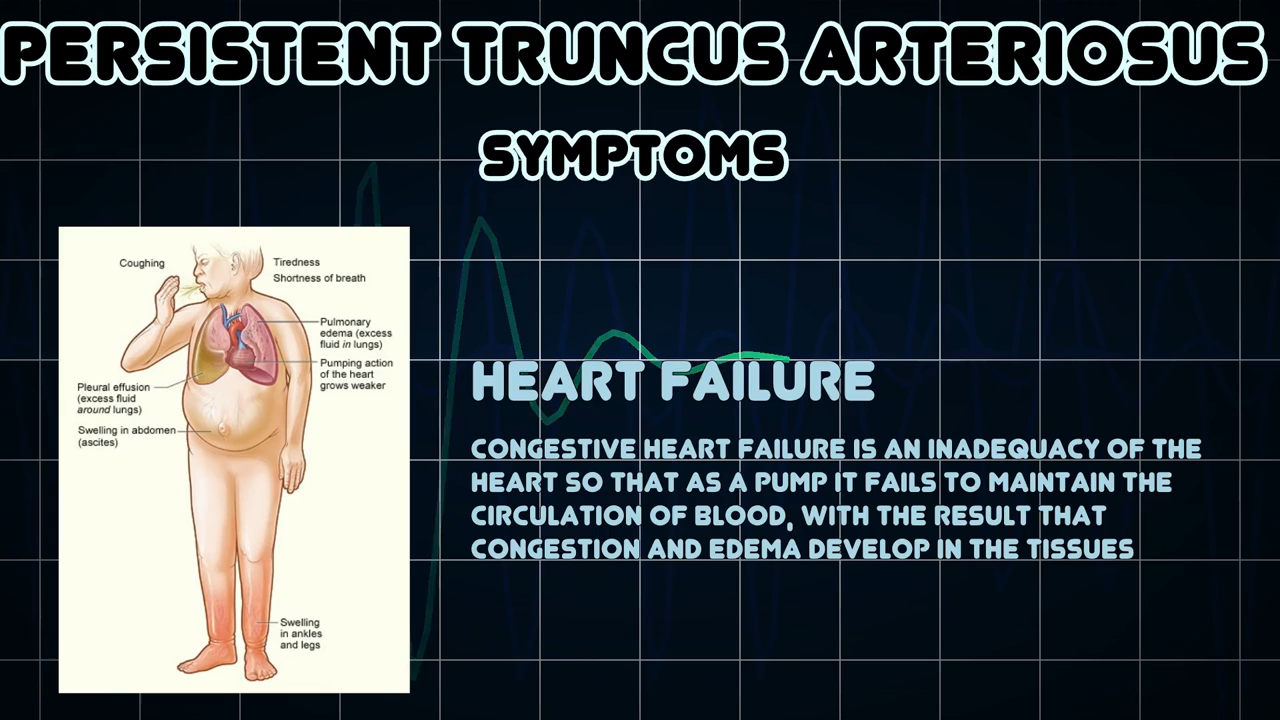 PERSISTENT TRUNCUS ARTERIOSUS
SYMPTOMS
Coughing
Tiredness
Shortness of breath
Pulmonary
edema (excess
fluid in lungs)
Pumping action
of the heart
grows weaker
Pleural effusion
(excess fluid
around lungs)
Swelling in abdomen
(ascites)
Swelling
in ankles
and legs
HEART FAILURE
CONGESTIVE HEART FAILURE IS AN INADEQUACY OF THE
HEART SO THAT AS A PUMP IT FAILS TO MAINTAIN THE
CIRCULATION OF BLOOD, WITH THE RESULT THAT
CONGESTION AND EDEMA DEVELOP IN THE TISSUES